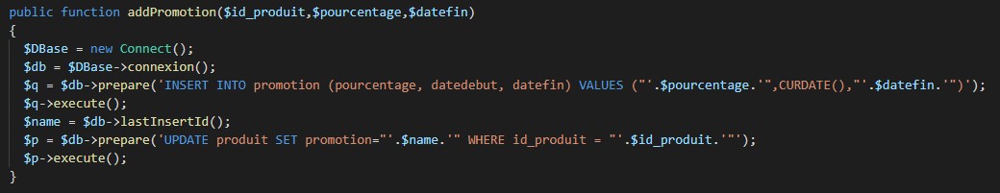 public function addPromotion($id_produit,$pourcentage,$datefin)
{
$DBase = new Connect();
$db = $DBase->connexion();
$q = $db->prepare('INSERT INTO promotion (pourcentage, datedebut, datefin) VALUES ("'.$pourcentage.'",CURDATE(),"'.$datefin.'")');
$q->execute();
$name = $db->lastInsertId();
$p = $db->prepare('UPDATE produit SET promotion="'.$name.'" WHERE id_produit = "'.$id_produit.'"');
$p->execute();
}